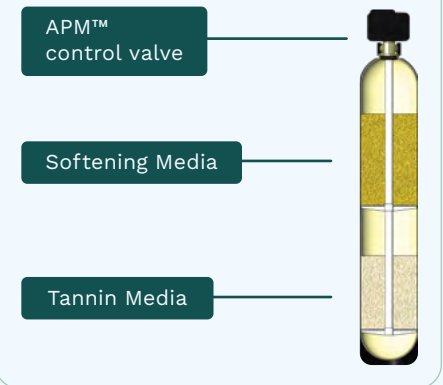 APM™
control valve
Softening Media
Tannin Media